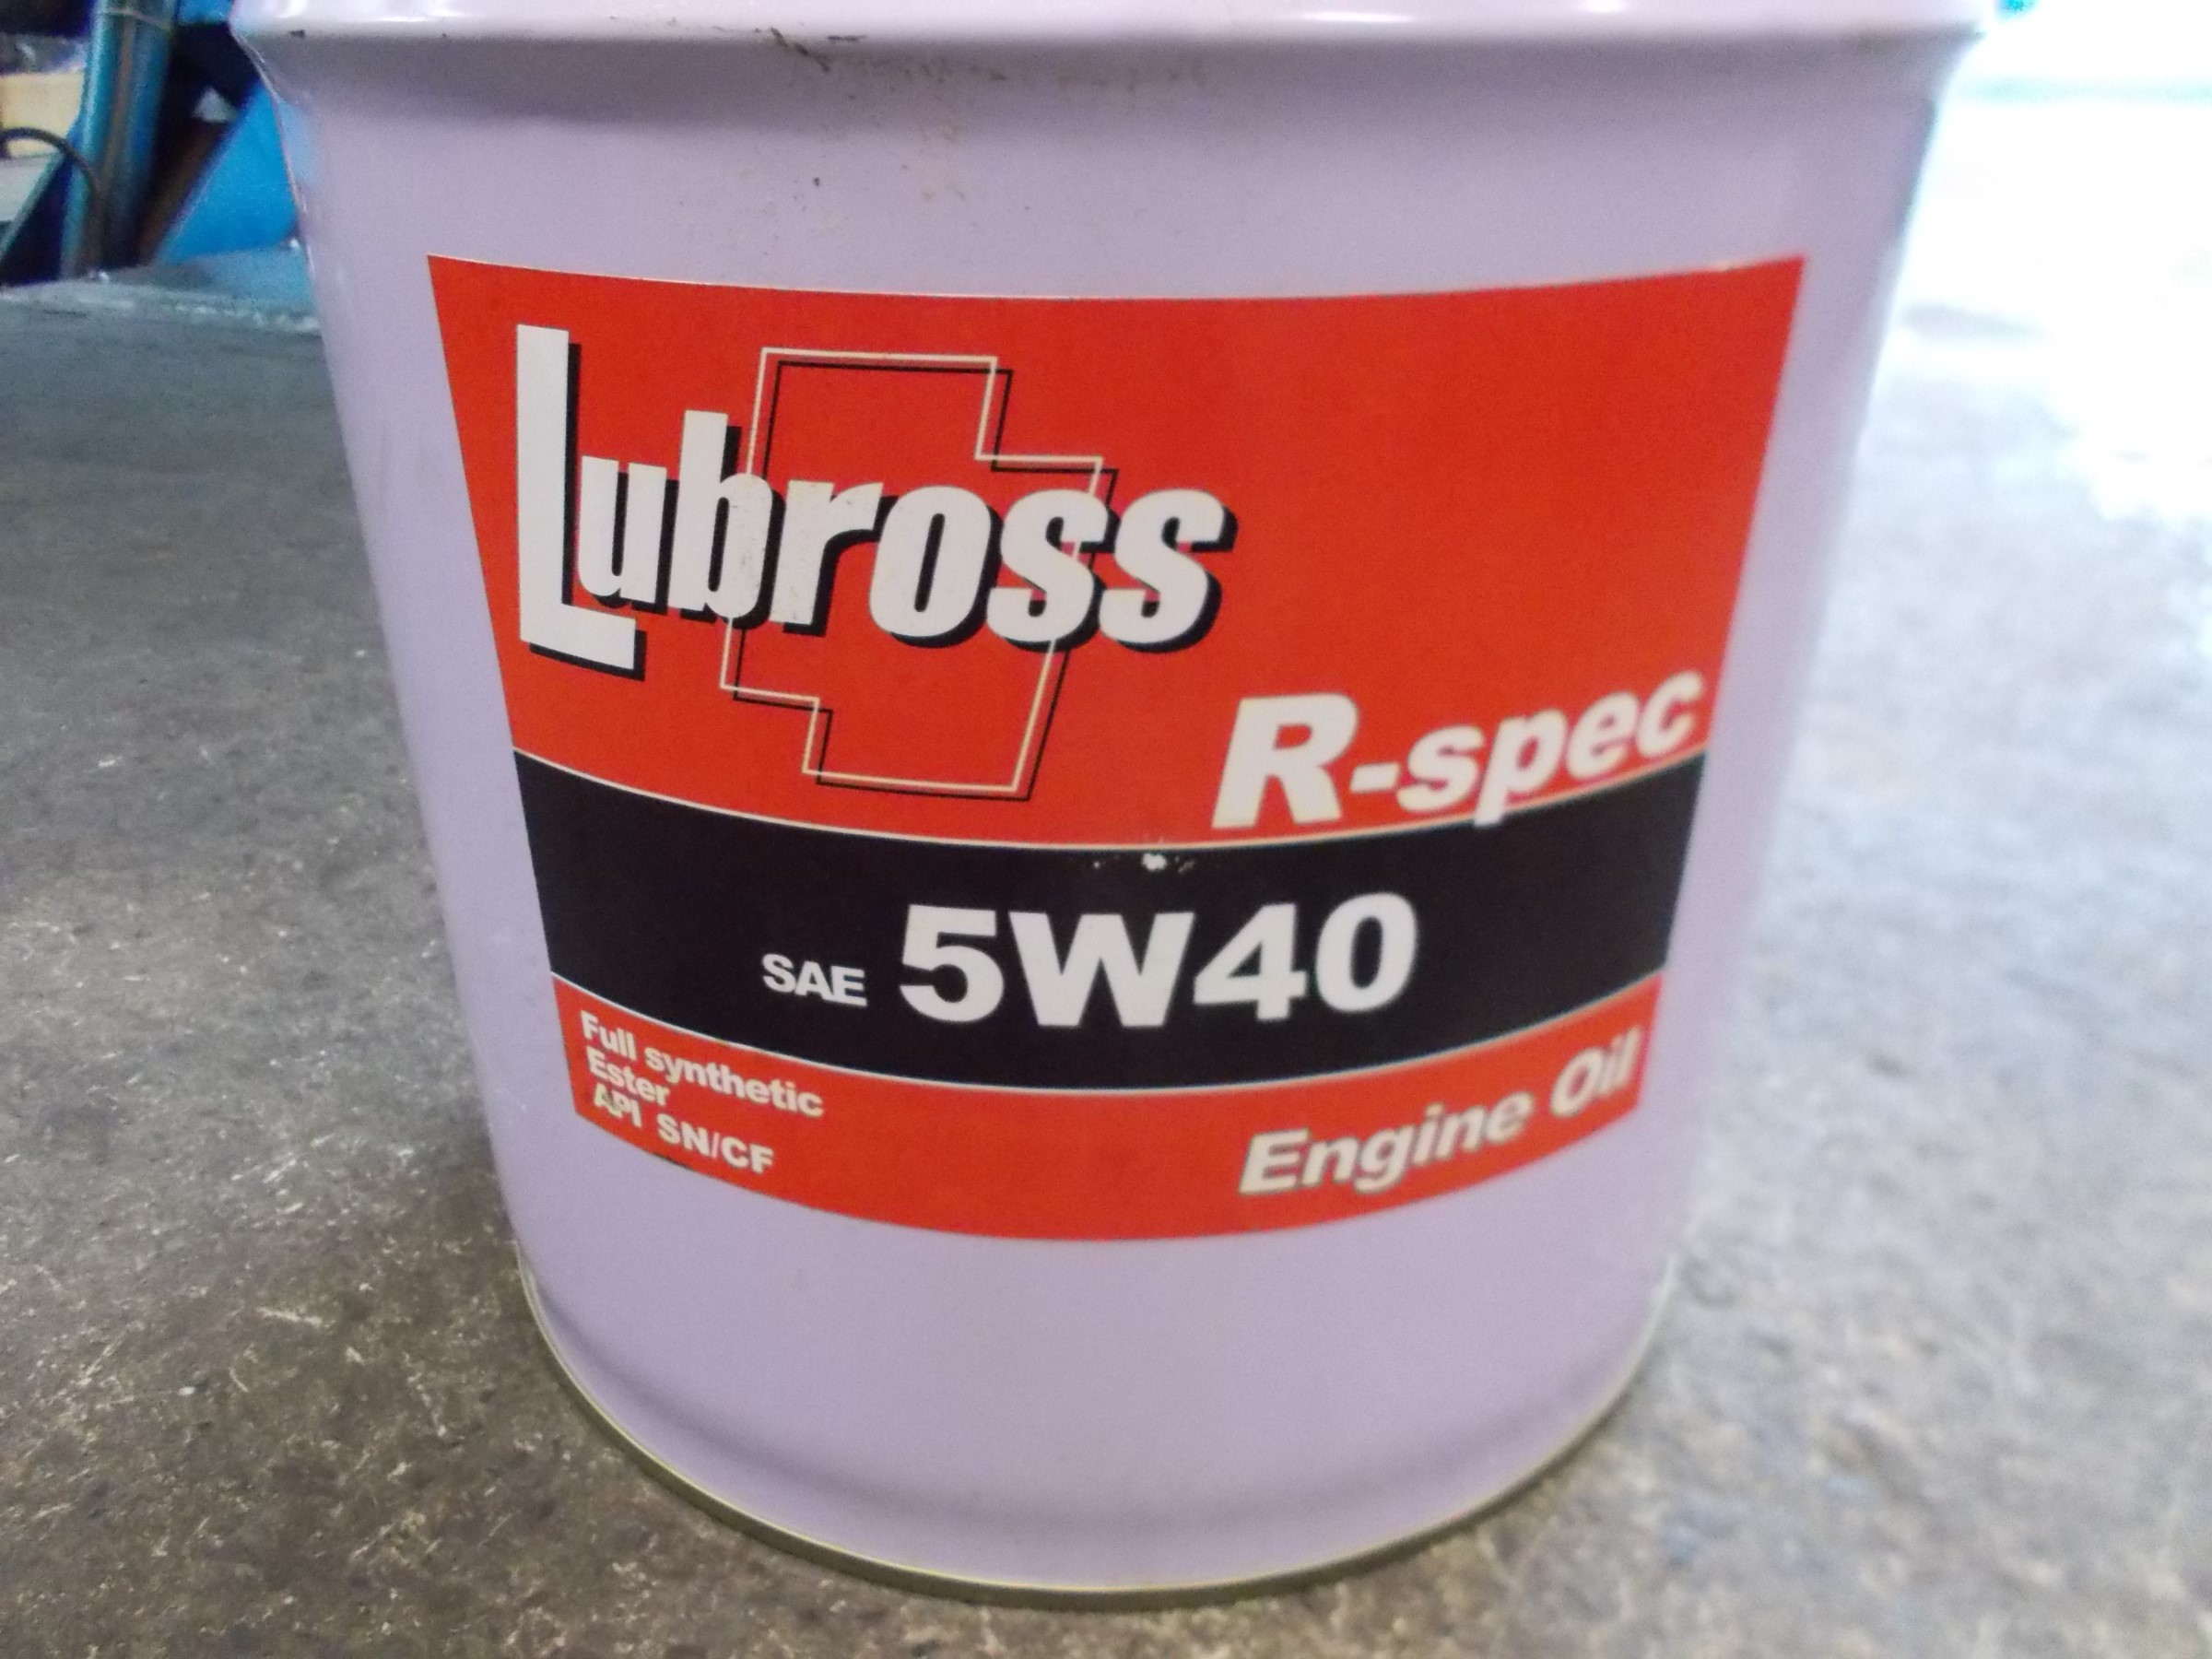 Lubross
R-spec
SAE 5W40
Full synthetic
Ester
API SN/CF
Engine Oil